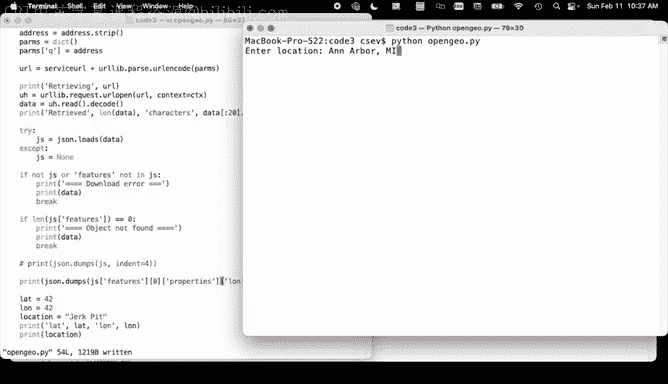 Terminal Shell Edit View Window Help
Sun Feb 11 10:37 AM
code3 — vi opengeo.py — 80×37
address = address.strip()
parms = dict()
parms['q'] = address
url = serviceurl + urllib.parse.urlencode(parms)
print('Retrieving', url)
uh = urllib.request.urlopen(url, context=ctx)
data = uh.read().decode()
print('Retrieved', len(data), 'characters', data[:20].
try:
js = json.loads(data)
except:
js = None
if not js or 'features' not in js:
print('==== Download error ===')
print(data)
break
if len(js['features']) == 0:
print('==== Object not found ====')
print(data)
break
# print(json.dumps(js, indent=4))
print(json.dumps(js['features'][0]['properties']['lon'
lat = 42
lon = 42
location = "Jerk Pit"
print('lat', lat, 'lon', lon)
print(location)
"opengeo.py" 54L, 1219B written
code3 — Python opengeo.py — 79×30
MacBook-Pro-522:code3 csev$ python opengeo.py
Enter location: Ann Arbor, MI